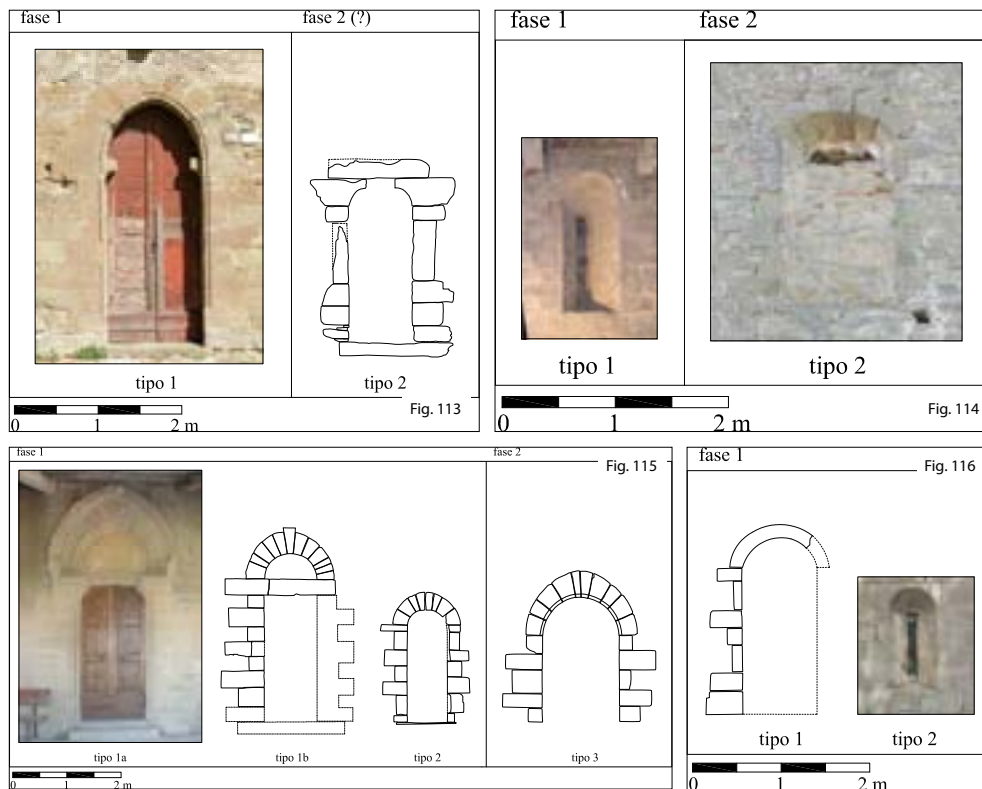 fase 1
fase 2 (?)
tipo 1
tipo 2
0 1 2 m
Fig. 113
fase 1
fase 2
tipo 1
tipo 2
0 1 2 m
Fig. 114
fase 1
fase 2
Fig. 115
tipo 1a
tipo 1b
tipo 2
tipo 3
0 1 2 m
fase 1
Fig. 116
tipo 1
tipo 2
0 1 2 m